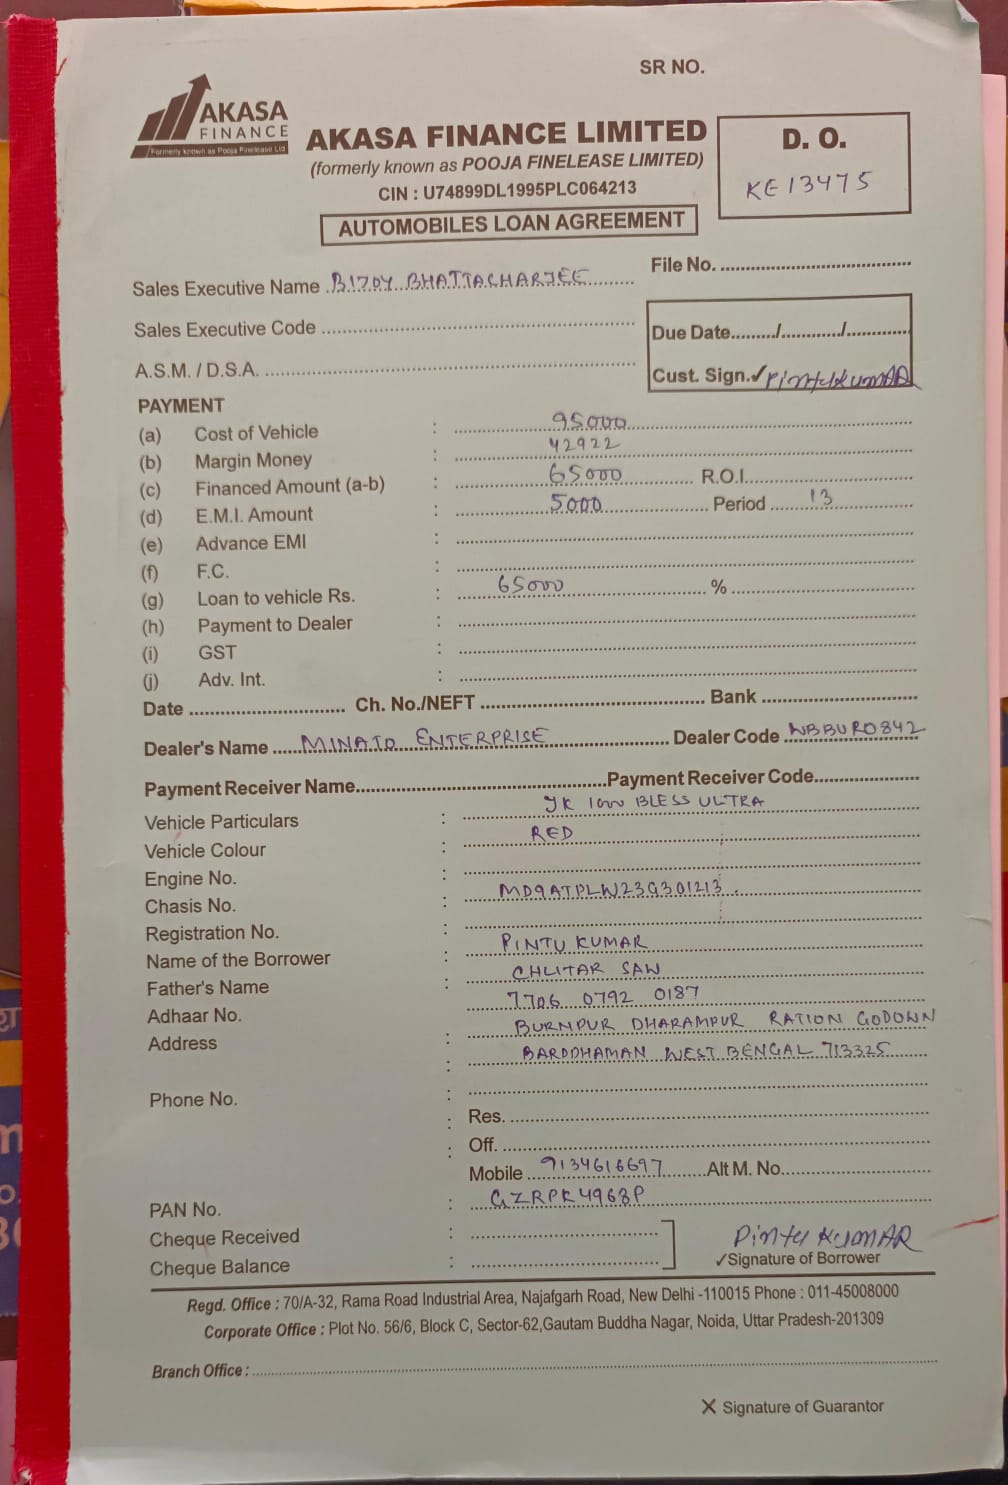 SR NO.
AKASA
FINANCE
Formerly known as Pooja Finelease Ltd
AKASA FINANCE LIMITED
(formerly known as POOJA FINELEASE LIMITED)
CIN : U74899DL1995PLC064213
AUTOMOBILES LOAN AGREEMENT
D. O.
KE13475
Sales Executive Name BIJOY BHATTACHARJEE
File No.
Sales Executive Code
Due Date ......../............/............
A.S.M. / D.S.A.
Cust. Sign. ✓ Pintu KUMAR
PAYMENT
(a) Cost of Vehicle : 95000
(b) Margin Money : 42922
(c) Financed Amount (a-b) : 65000 R.O.I.
(d) E.M.I. Amount : 5000 Period 13
(e) Advance EMI :
(f) F.C. :
(g) Loan to vehicle Rs. : 65000 %
(h) Payment to Dealer :
(i) GST :
(j) Adv. Int. :
Date Ch. No./NEFT Bank
Dealer's Name MINATO ENTERPRISE Dealer Code WBBUR0842
Payment Receiver Name Payment Receiver Code
Vehicle Particulars : YK 1000 BLESS ULTRA
Vehicle Colour : RED
Engine No. :
Chasis No. : MD9ATPLW23G301213
Registration No. :
Name of the Borrower : PINTU KUMAR
Father's Name : CHLITAR SAW
Adhaar No. 7706 0792 0187
Address : BURNPUR DHARAMPUR RATION GODOWN
: BARDDHAMAN WEST BENGAL 713325
Phone No. :
: Res.
: Off.
Mobile 9134616697 Alt M. No.
PAN No. : GZRPK4963P
Cheque Received :
Cheque Balance :
Pintu KUMAR
✓Signature of Borrower
Regd. Office : 70/A-32, Rama Road Industrial Area, Najafgarh Road, New Delhi -110015 Phone : 011-45008000
Corporate Office : Plot No. 56/6, Block C, Sector-62,Gautam Buddha Nagar, Noida, Uttar Pradesh-201309
Branch Office :
X Signature of Guarantor